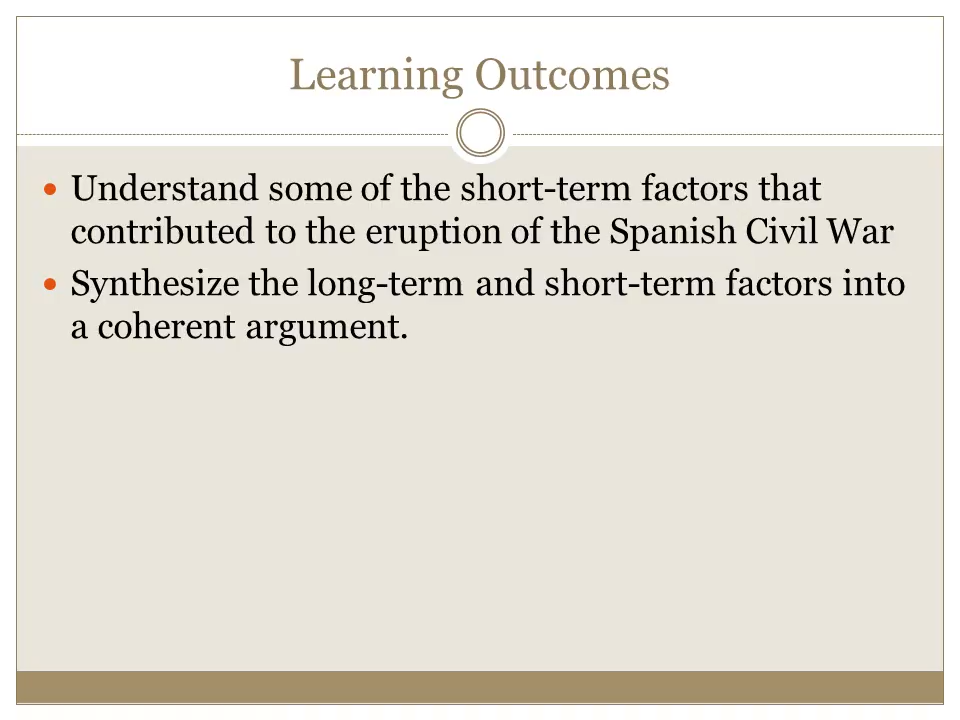 Learning Outcomes
Understand some of the short-term factors that
contributed to the eruption of the Spanish Civil War
Synthesize the long-term and short-term factors into
a coherent argument.